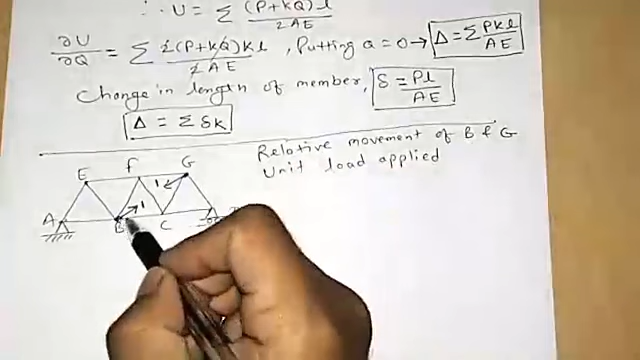 ∴ U = Σ (P+kQ)²l / 2AE
∂U/∂Q = Σ 2(P+kQ)kl / 2AE , Putting Q = 0 → Δ = Σ Pkl/AE
Change in length of member, δ = Pl/AE
Δ = Σ δk
Relative movement of B & G
Unit load applied
E F G
1
1
A B C